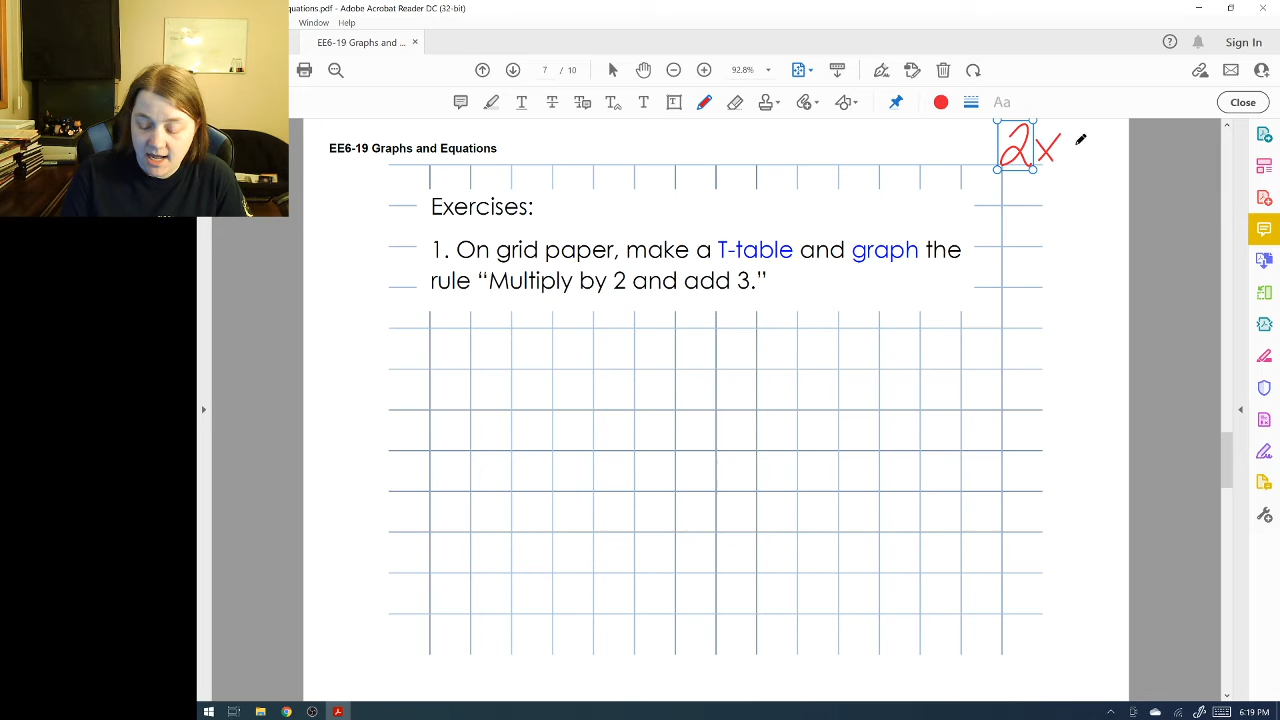 equations.pdf - Adobe Acrobat Reader DC (32-bit)
Window Help
EE6-19 Graphs and ... ×
Sign In
7 / 10
92.8%
Aa
Close
2x
EE6-19 Graphs and Equations
Exercises:
1. On grid paper, make a T-table and graph the
rule “Multiply by 2 and add 3.”
6:19 PM